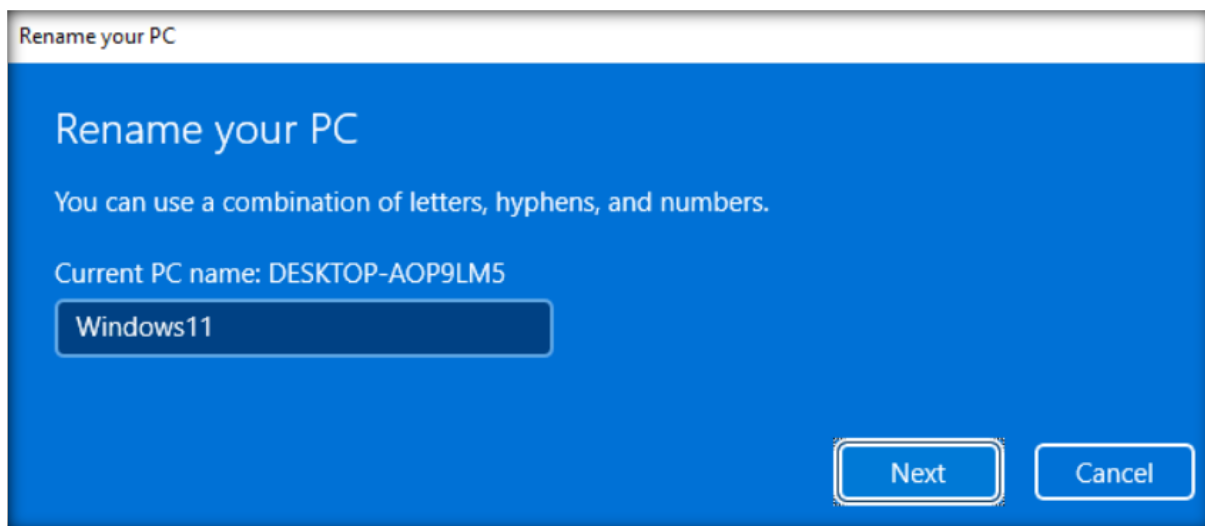 Rename your PC
Rename your PC
You can use a combination of letters, hyphens, and numbers.
Current PC name: DESKTOP-AOP9LM5
Windows11
Next Cancel